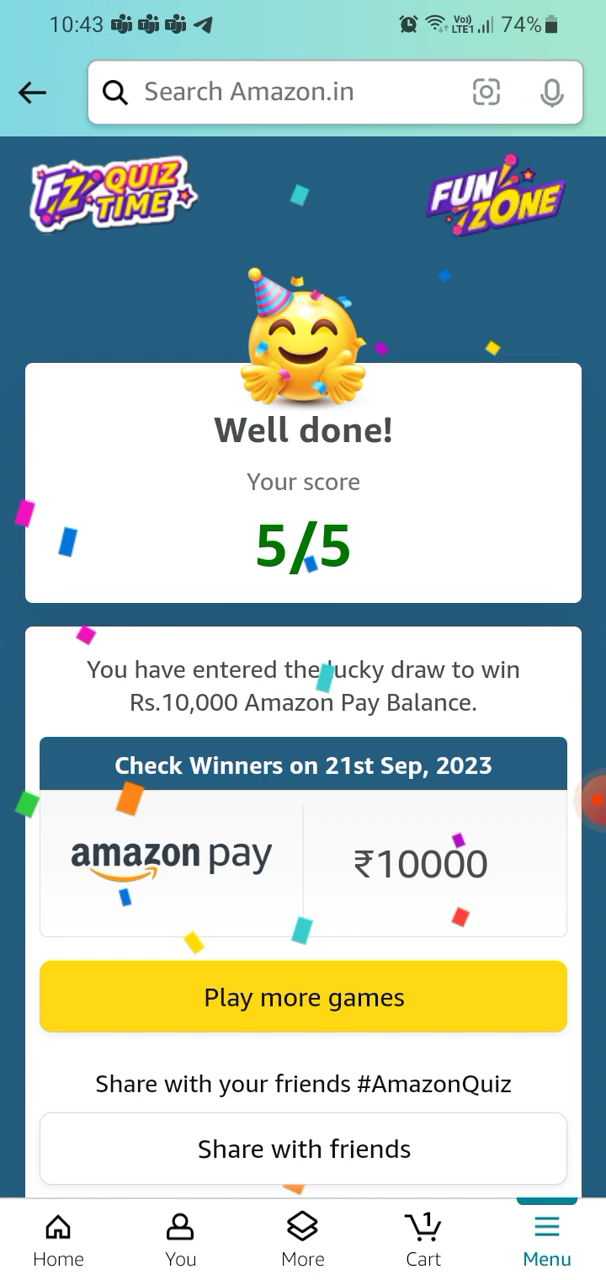 10:43
Vo))
LTE1
74%
Search Amazon.in
FZ QUIZ
TIME
FUN
ZONE
Well done!
Your score
5/5
You have entered the lucky draw to win
Rs.10,000 Amazon Pay Balance.
Check Winners on 21st Sep, 2023
amazon pay
₹10000
Play more games
Share with your friends #AmazonQuiz
Share with friends
1
Home
You
More
Cart
Menu